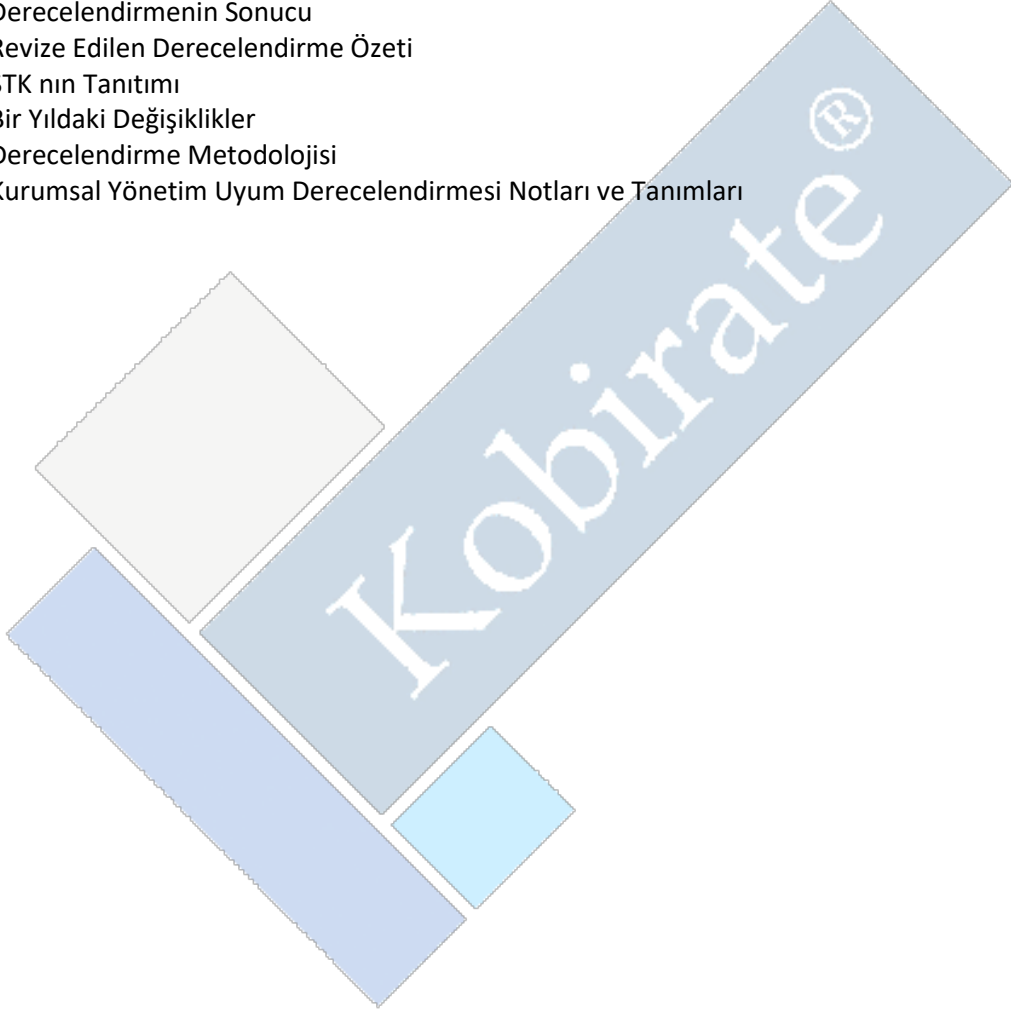 Derecelendirmenin Sonucu
Revize Edilen Derecelendirme Özeti
STK nın Tanıtımı
Bir Yıldaki Değişiklikler
Derecelendirme Metodolojisi
Kurumsal Yönetim Uyum Derecelendirmesi Notları ve Tanımları
Kobirate ®